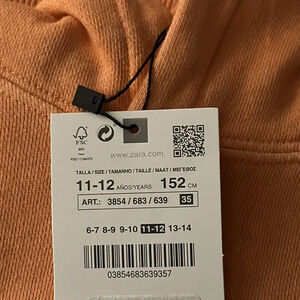 FSC
www.zara.com
TALLA / SIZE / TAMANHO / TAILLE / MAAT / ΜΕΓΕΘΟΣ
11-12 AÑOS/YEARS 152 CM
ART.: 3854 / 683 / 639 35
6-7 8-9 9-10 11-12 13-14
03854683639357